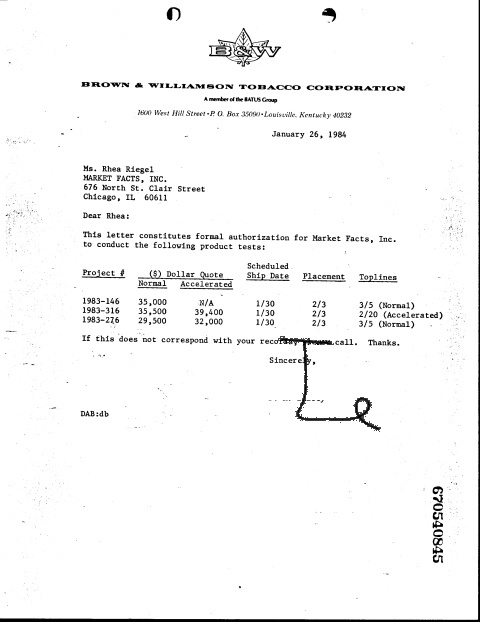 B&W
BROWN & WILLIAMSON TOBACCO CORPORATION
A member of the BATUS Group
1600 West Hill Street • P. O. Box 35090 • Louisville, Kentucky 40232
January 26, 1984
Ms. Rhea Riegel
MARKET FACTS, INC.
676 North St. Clair Street
Chicago, IL 60611
Dear Rhea:
This letter constitutes formal authorization for Market Facts, Inc.
to conduct the following product tests:
Scheduled
Project # ($) Dollar Quote Ship Date Placement Toplines
Normal Accelerated
1983-146 35,000 N/A 1/30 2/3 3/5 (Normal)
1983-316 35,500 39,400 1/30 2/3 2/20 (Accelerated)
1983-276 29,500 32,000 1/30 2/3 3/5 (Normal)
If this does not correspond with your call. Thanks.
Sincerely,
DAB:db
670540845